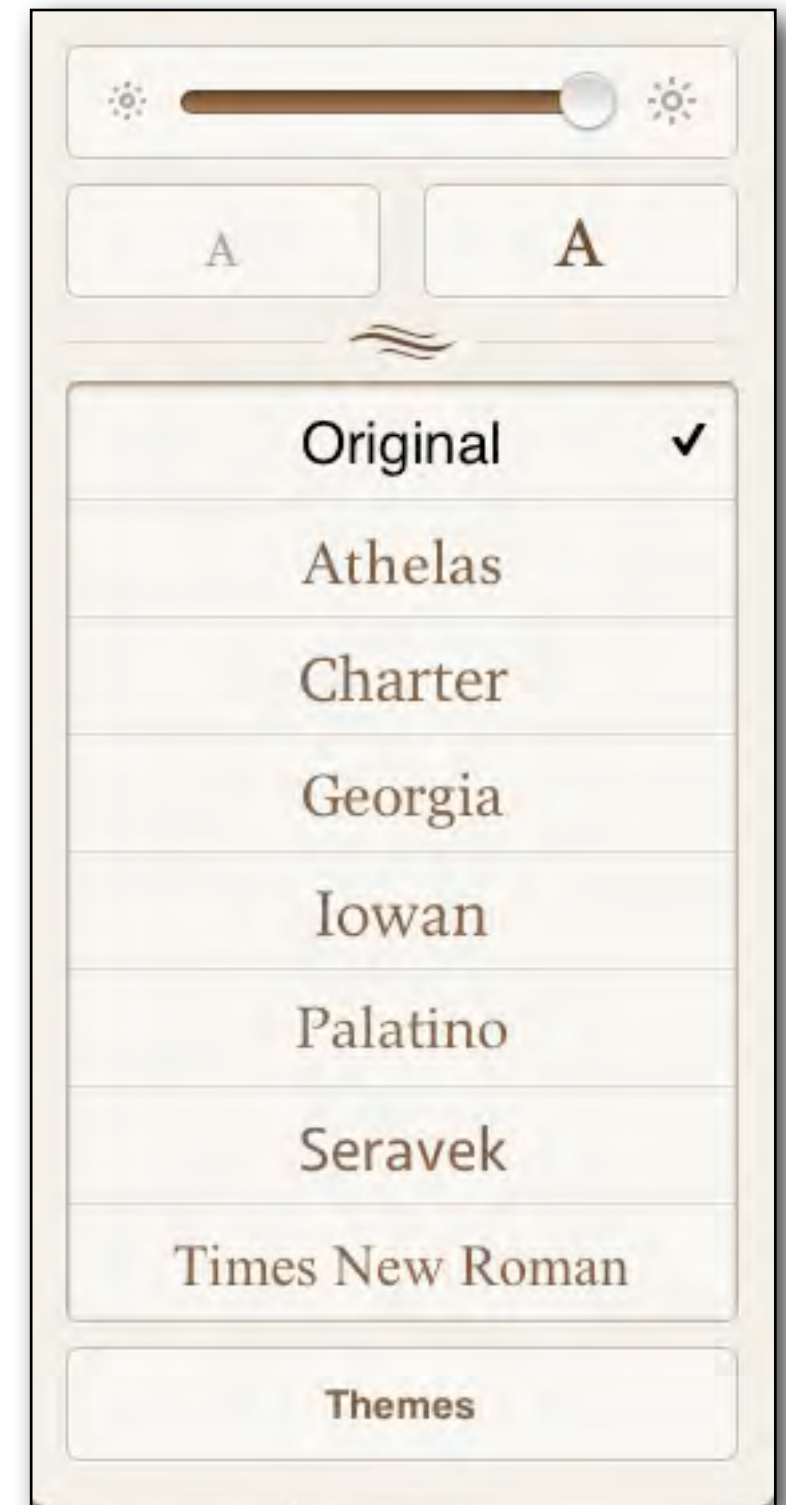 A A
Original
Athelas
Charter
Georgia
Iowan
Palatino
Seravek
Times New Roman
Themes